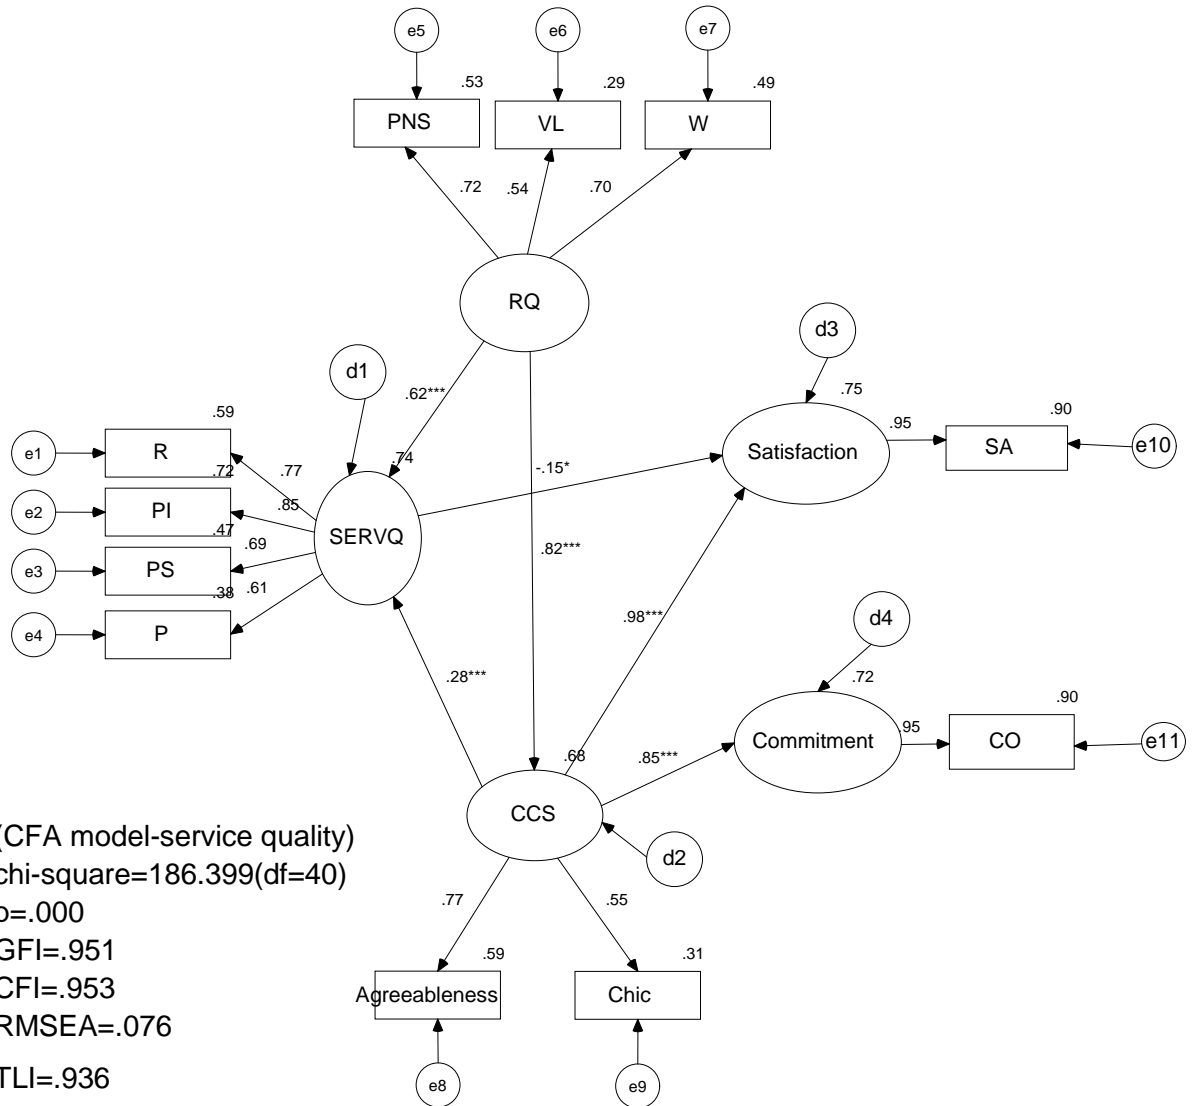 e5
e6
e7
.53
.29
.49
PNS
VL
W
.72
.54
.70
RQ
d3
d1
.62***
.75
.59
.95
.90
e1
R
.77
.74
-.15*
Satisfaction
SA
e10
.72
e2
PI
.85
.47
SERVQ
e3
PS
.69
.82***
.38
.61
e4
P
.98***
d4
.28***
.72
.90
.95
Commitment
CO
e11
.68
.85***
CCS
d2
(CFA model-service quality)
chi-square=186.399(df=40)
p=.000
GFI=.951
CFI=.953
RMSEA=.076
TLI=.936
.77
.55
.59
.31
Agreeableness
Chic
e8
e9